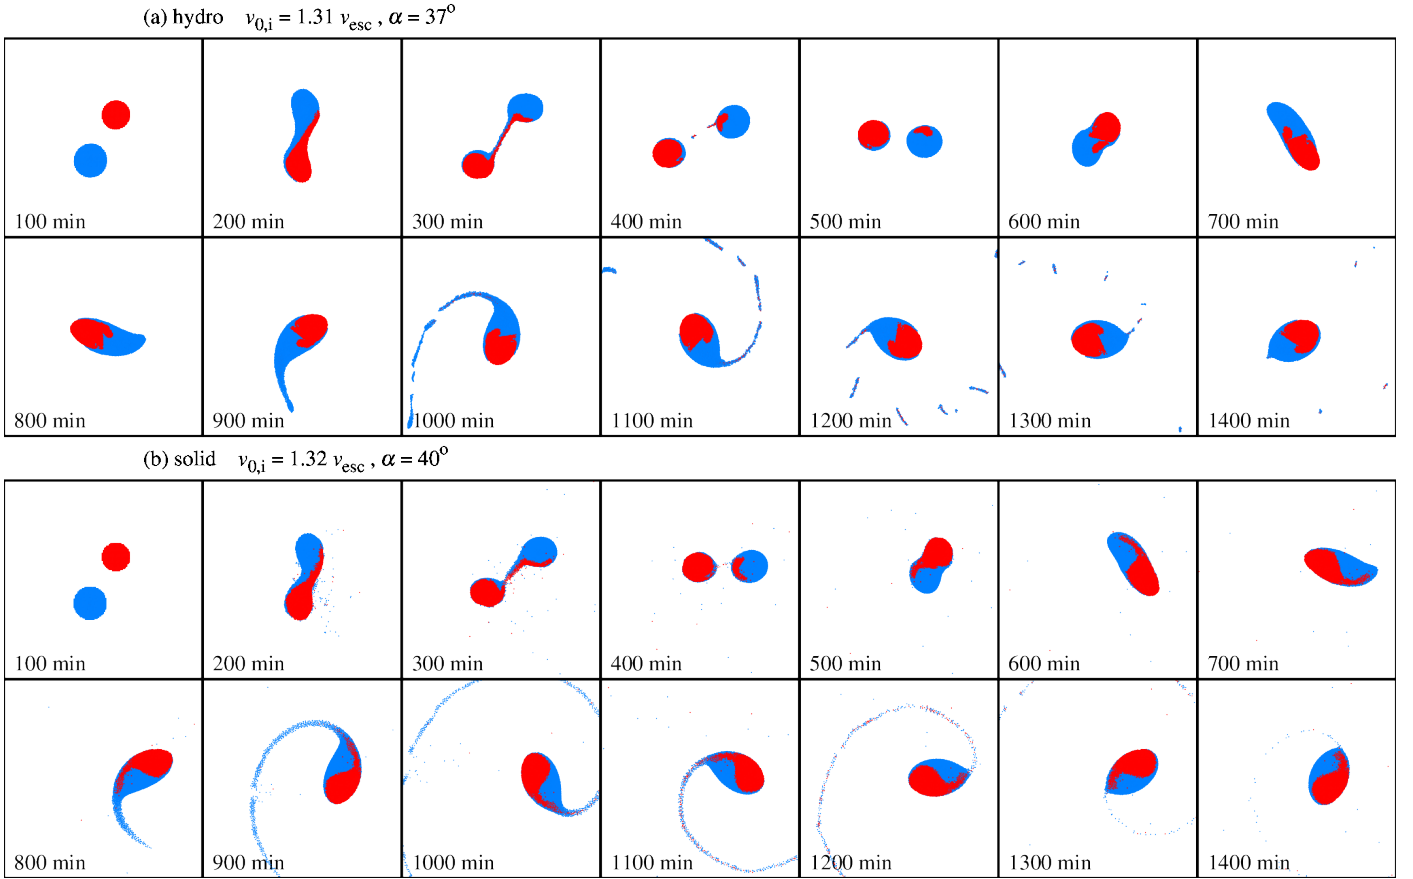 (a) hydro v0,i = 1.31 vesc , α = 37o
100 min 200 min 300 min 400 min 500 min 600 min 700 min
800 min 900 min 1000 min 1100 min 1200 min 1300 min 1400 min
(b) solid v0,i = 1.32 vesc , α = 40o
100 min 200 min 300 min 400 min 500 min 600 min 700 min
800 min 900 min 1000 min 1100 min 1200 min 1300 min 1400 min